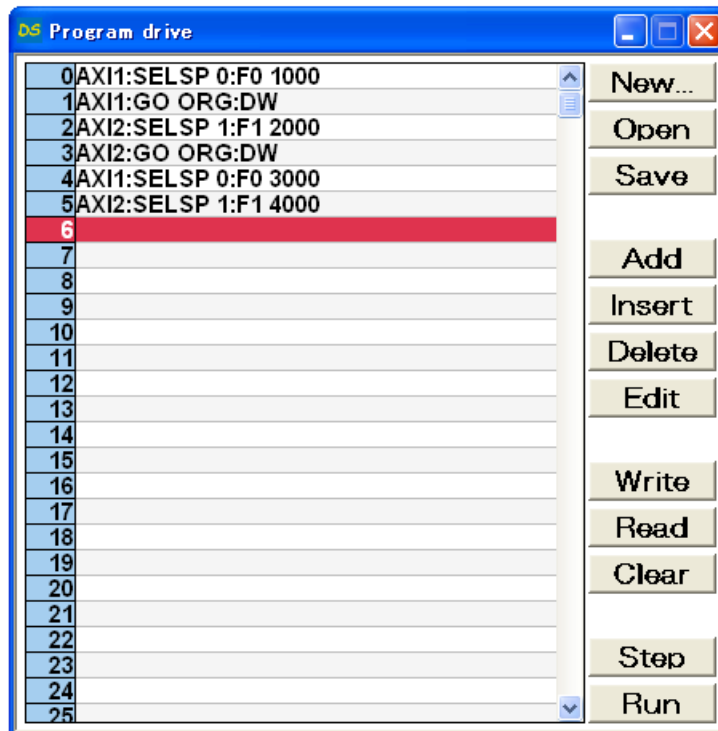 DS Program drive
0 AXI1:SELSP 0:F0 1000
1 AXI1:GO ORG:DW
2 AXI2:SELSP 1:F1 2000
3 AXI2:GO ORG:DW
4 AXI1:SELSP 0:F0 3000
5 AXI2:SELSP 1:F1 4000
6
7
8
9
10
11
12
13
14
15
16
17
18
19
20
21
22
23
24
25
New...
Open
Save
Add
Insert
Delete
Edit
Write
Read
Clear
Step
Run